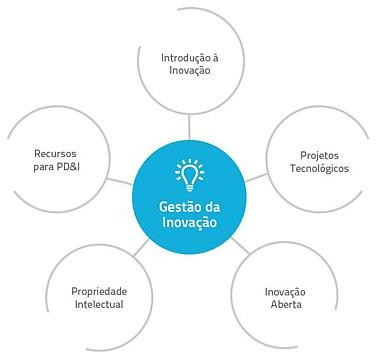 Introdução à
Inovação
Recursos
para PD&I
Projetos
Tecnológicos
Gestão da
Inovação
Propriedade
Intelectual
Inovação
Aberta